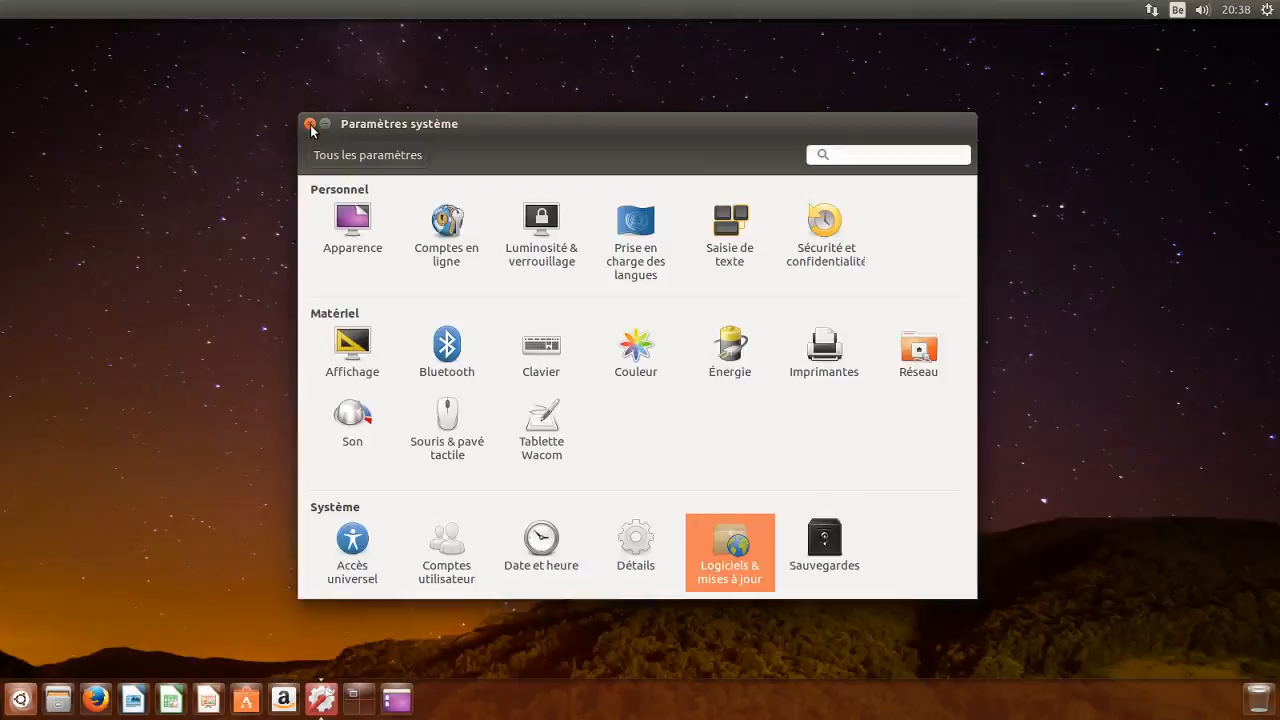 Be 20:38
Paramètres système
Tous les paramètres
Personnel
Apparence
Comptes en
ligne
Luminosité &
verrouillage
Prise en
charge des
langues
Saisie de
texte
Sécurité et
confidentialité
Matériel
Affichage
Bluetooth
Clavier
Couleur
Énergie
Imprimantes
Réseau
Son
Souris & pavé
tactile
Tablette
Wacom
Système
Accès
universel
Comptes
utilisateur
Date et heure
Détails
Logiciels &
mises à jour
Sauvegardes